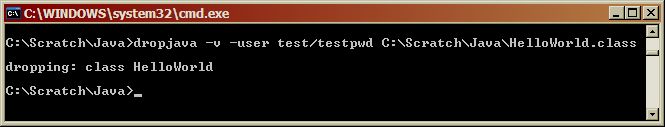 C:\WINDOWS\system32\cmd.exe
C:\Scratch\Java>dropjava -v -user test/testpwd C:\Scratch\Java\HelloWorld.class
dropping: class HelloWorld
C:\Scratch\Java>_